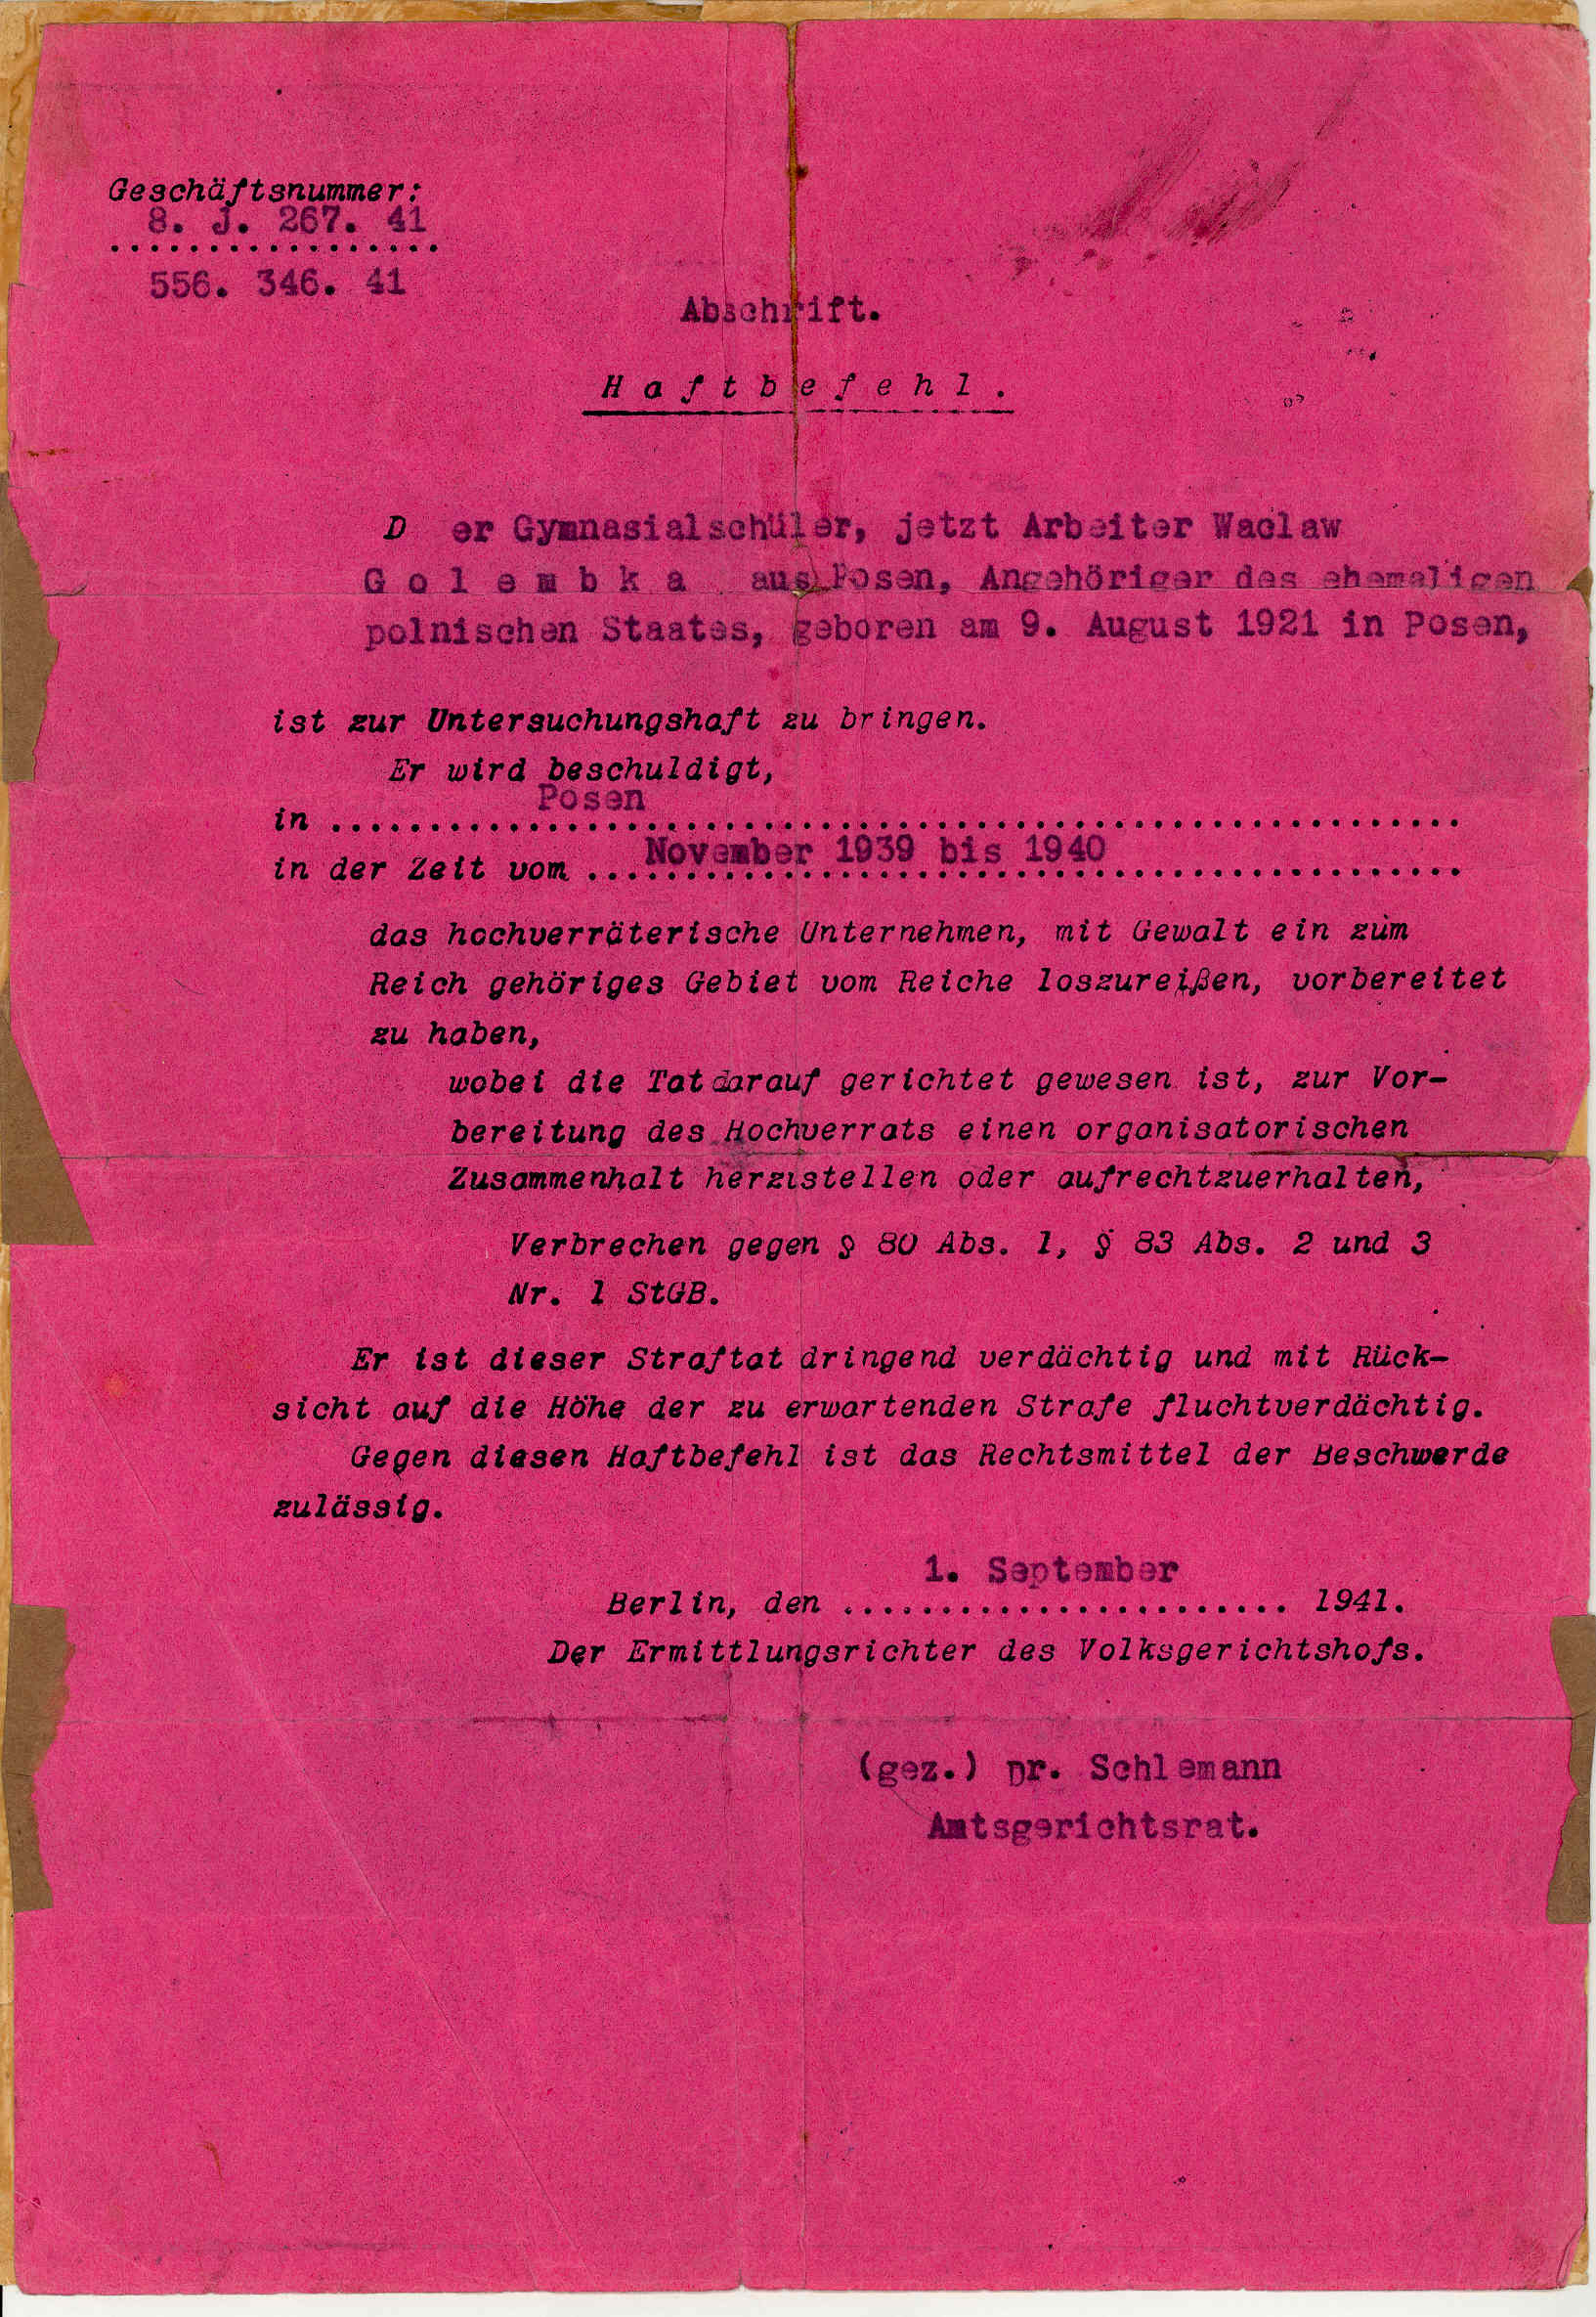 Geschäftsnummer:
8. J. 267. 41
556. 346. 41
Abschrift.
Haftbefehl.
D er Gymnasialschüler, jetzt Arbeiter Waclaw
Golembka aus Posen, Angehöriger des ehemaligen
polnischen Staates, geboren am 9. August 1921 in Posen,
ist zur Untersuchungshaft zu bringen.
Er wird beschuldigt,
in Posen
in der Zeit vom November 1939 bis 1940
das hochverräterische Unternehmen, mit Gewalt ein zum
Reich gehöriges Gebiet vom Reiche loszureißen, vorbereitet
zu haben,
wobei die Tat darauf gerichtet gewesen ist, zur Vor-
bereitung des Hochverrats einen organisatorischen
Zusammenhalt herzustellen oder aufrechtzuerhalten,
Verbrechen gegen § 80 Abs. 1, § 83 Abs. 2 und 3
Nr. 1 StGB.
Er ist dieser Straftat dringend verdächtig und mit Rück-
sicht auf die Höhe der zu erwartenden Strafe fluchtverdächtig.
Gegen diesen Haftbefehl ist das Rechtsmittel der Beschwerde
zulässig.
Berlin, den 1. September 1941.
Der Ermittlungsrichter des Volksgerichtshofs.
(gez.) Dr. Schlemann
Amtsgerichtsrat.